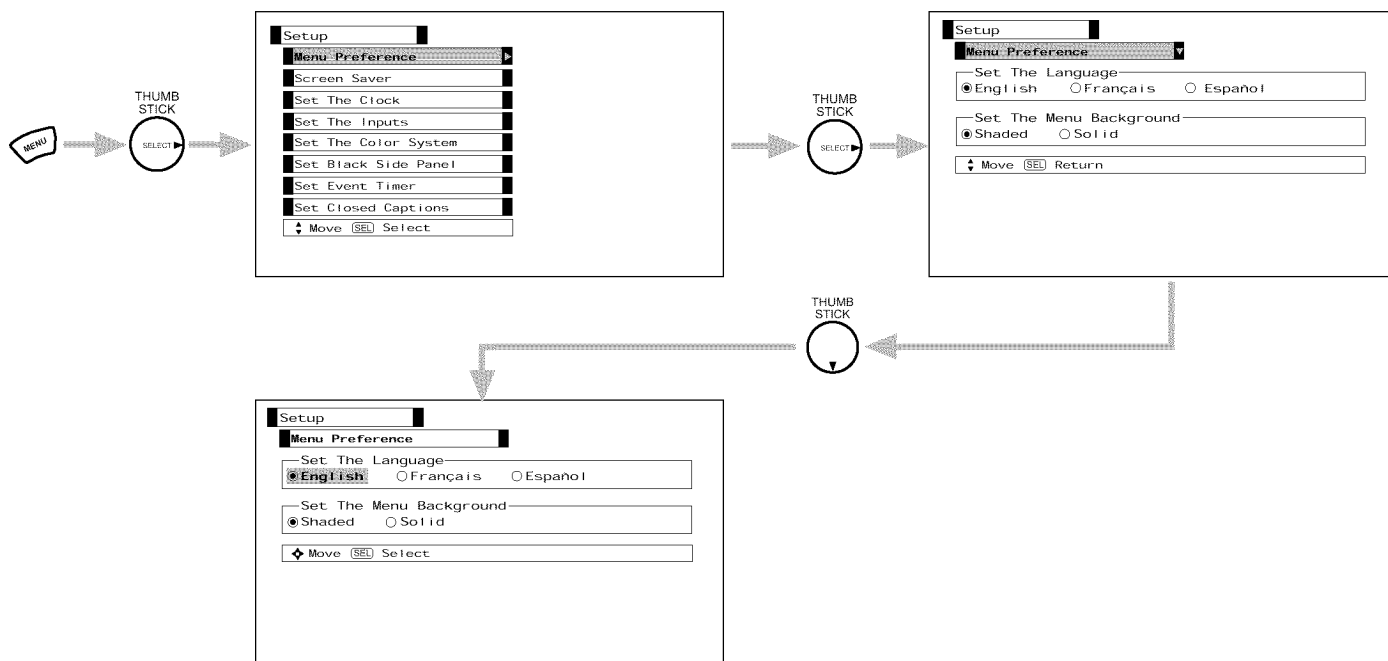 MENU
THUMB
STICK
SELECT
Setup
Menu Preference
Screen Saver
Set The Clock
Set The Inputs
Set The Color System
Set Black Side Panel
Set Event Timer
Set Closed Captions
Move SEL Select
THUMB
STICK
SELECT
Setup
Menu Preference
Set The Language
English Français Español
Set The Menu Background
Shaded Solid
Move SEL Return
THUMB
STICK
Setup
Menu Preference
Set The Language
English Français Español
Set The Menu Background
Shaded Solid
Move SEL Select